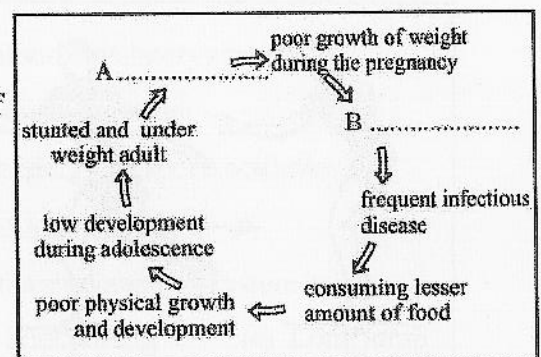 poor growth of weight
during the pregnancy
A..............................
B ..............................
stunted and under
weight adult
frequent infectious
disease
low development
during adolescence
consuming lesser
amount of food
poor physical growth
and development